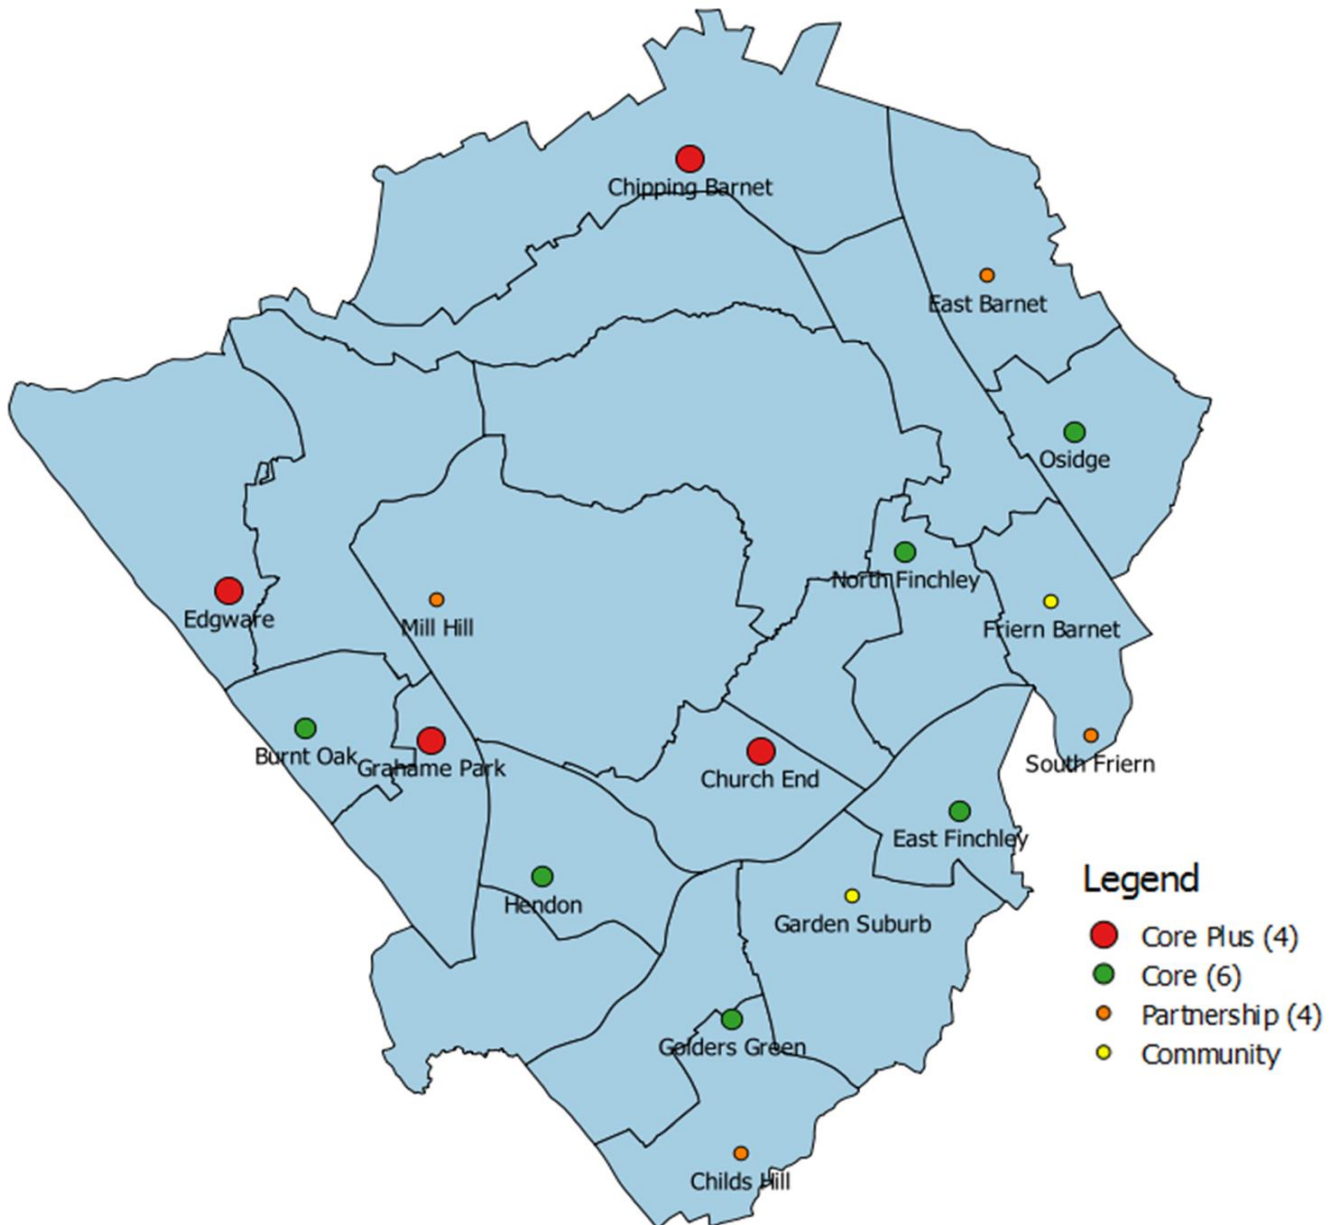 Chipping Barnet
East Barnet
Osidge
North Finchley
Edgware
Mill Hill
Friern Barnet
Burnt Oak
Grahame Park
Church End
South Friern
East Finchley
Hendon
Garden Suburb
Golders Green
Childs Hill
Legend
Core Plus (4)
Core (6)
Partnership (4)
Community